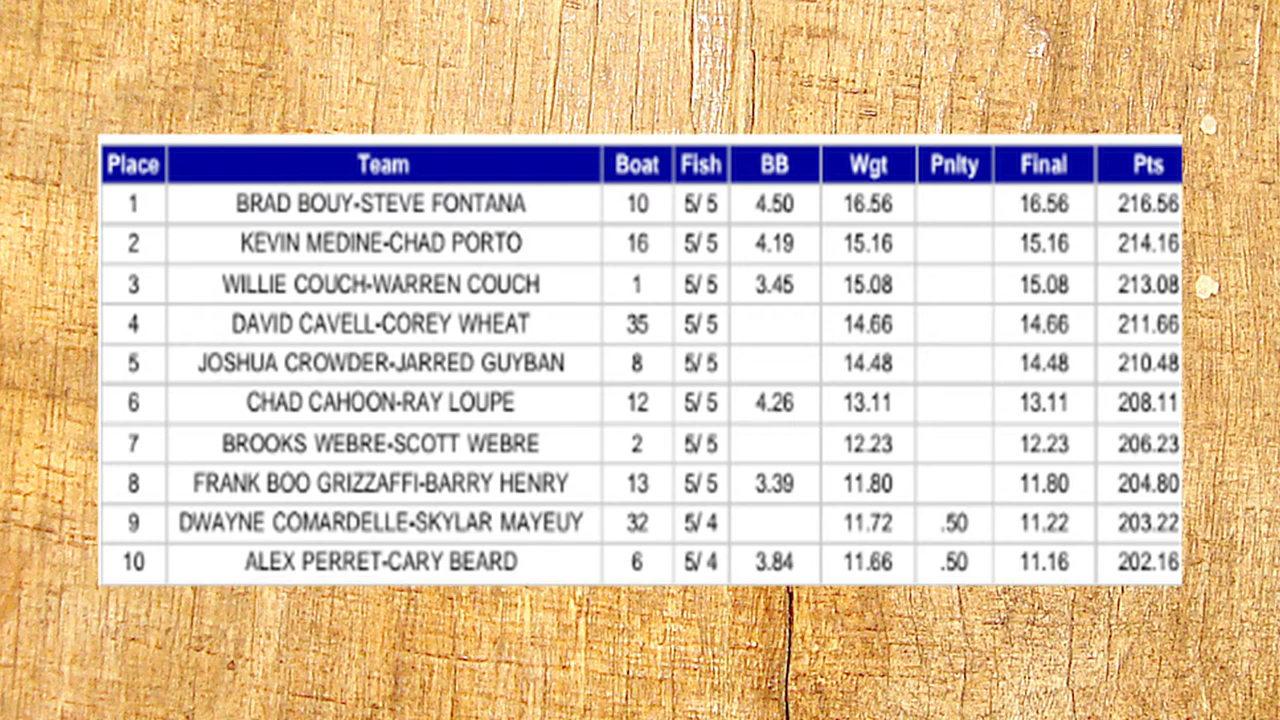 Place Team Boat Fish BB Wgt Pnlty Final Pts
1 BRAD BOUY-STEVE FONTANA 10 5/ 5 4.50 16.56 16.56 216.56
2 KEVIN MEDINE-CHAD PORTO 16 5/ 5 4.19 15.16 15.16 214.16
3 WILLIE COUCH-WARREN COUCH 1 5/ 5 3.45 15.08 15.08 213.08
4 DAVID CAVELL-COREY WHEAT 35 5/ 5 14.66 14.66 211.66
5 JOSHUA CROWDER-JARRED GUYBAN 8 5/ 5 14.48 14.48 210.48
6 CHAD CAHOON-RAY LOUPE 12 5/ 5 4.26 13.11 13.11 208.11
7 BROOKS WEBRE-SCOTT WEBRE 2 5/ 5 12.23 12.23 206.23
8 FRANK BOO GRIZZAFFI-BARRY HENRY 13 5/ 5 3.39 11.80 11.80 204.80
9 DWAYNE COMARDELLE-SKYLAR MAYEUY 32 5/ 4 11.72 .50 11.22 203.22
10 ALEX PERRET-CARY BEARD 6 5/ 4 3.84 11.66 .50 11.16 202.16